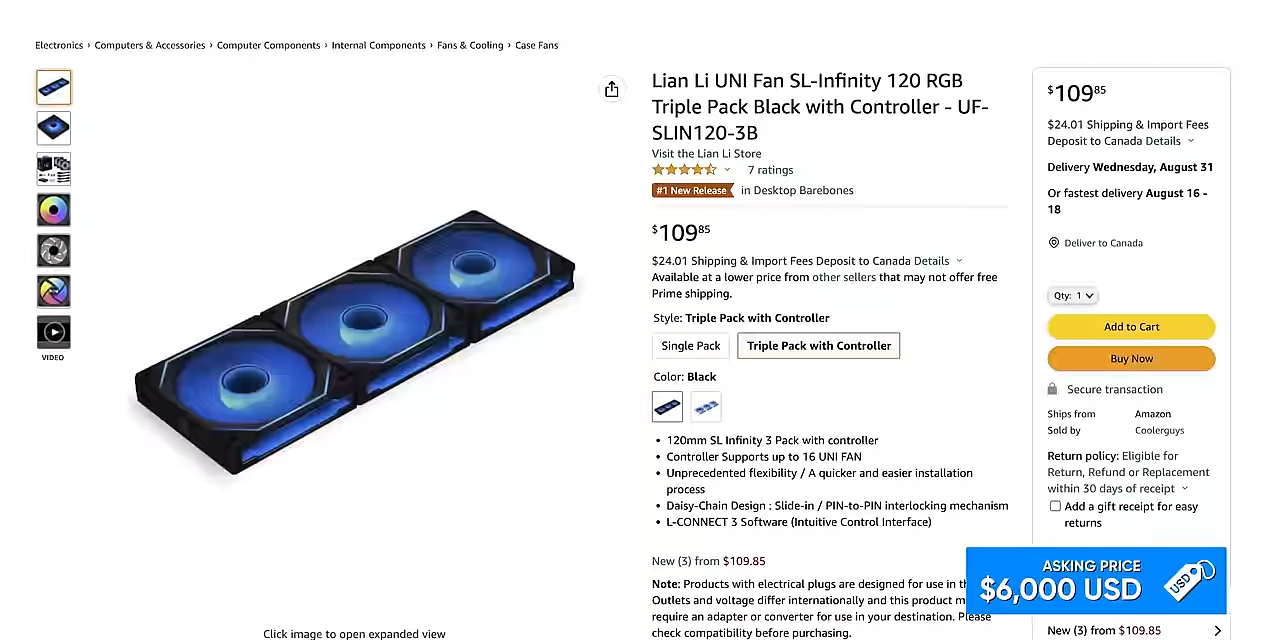 Electronics › Computers & Accessories › Computer Components › Internal Components › Fans & Cooling › Case Fans
VIDEO
Click image to open expanded view
Lian Li UNI Fan SL-Infinity 120 RGB
Triple Pack Black with Controller - UF-
SLIN120-3B
Visit the Lian Li Store
7 ratings
#1 New Release in Desktop Barebones
$10985
$24.01 Shipping & Import Fees Deposit to Canada Details
Available at a lower price from other sellers that may not offer free
Prime shipping.
Style: Triple Pack with Controller
Single Pack
Triple Pack with Controller
Color: Black
• 120mm SL Infinity 3 Pack with controller
• Controller Supports up to 16 UNI FAN
• Unprecedented flexibility / A quicker and easier installation
process
• Daisy-Chain Design : Slide-in / PIN-to-PIN interlocking mechanism
• L-CONNECT 3 Software (Intuitive Control Interface)
New (3) from $109.85
Note: Products with electrical plugs are designed for use in
Outlets and voltage differ internationally and this product
require an adapter or converter for use in your destination. Please
check compatibility before purchasing.
$10985
$24.01 Shipping & Import Fees
Deposit to Canada Details
Delivery Wednesday, August 31
Or fastest delivery August 16 -
18
Deliver to Canada
Qty: 1
Add to Cart
Buy Now
Secure transaction
Ships from Amazon
Sold by Coolerguys
Return policy: Eligible for
Return, Refund or Replacement
within 30 days of receipt
Add a gift receipt for easy
returns
ASKING PRICE
$6,000 USD
USD
New (3) from $109.85